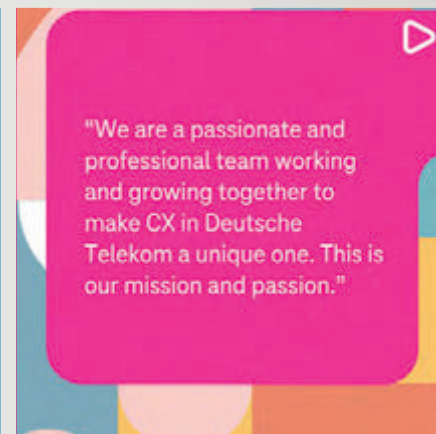 "We are a passionate and
professional team working
and growing together to
make CX in Deutsche
Telekom a unique one. This is
our mission and passion."